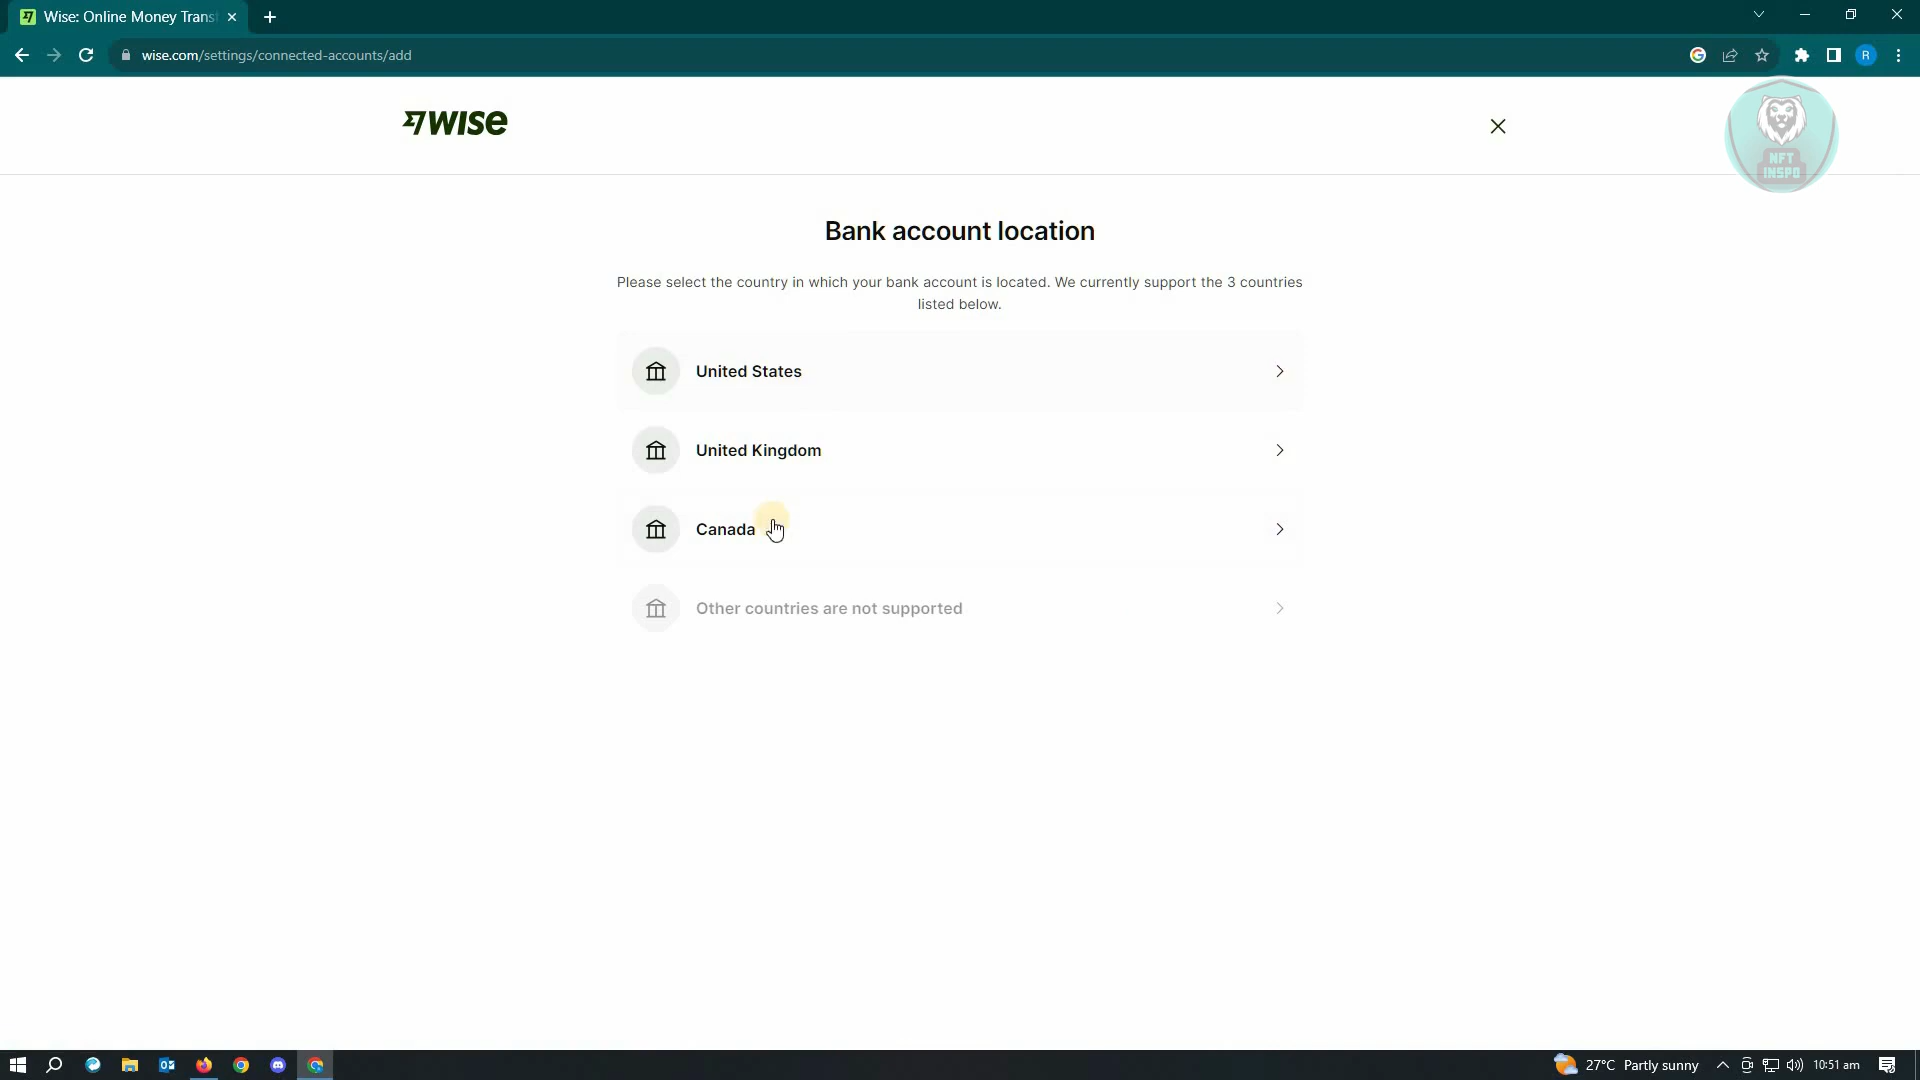 Wise: Online Money Trans
wise.com/settings/connected-accounts/add
R
WISE
NFT
INSPO
Bank account location
Please select the country in which your bank account is located. We currently support the 3 countries
listed below.
United States
United Kingdom
Canada
Other countries are not supported
27°C Partly sunny
10:51 am